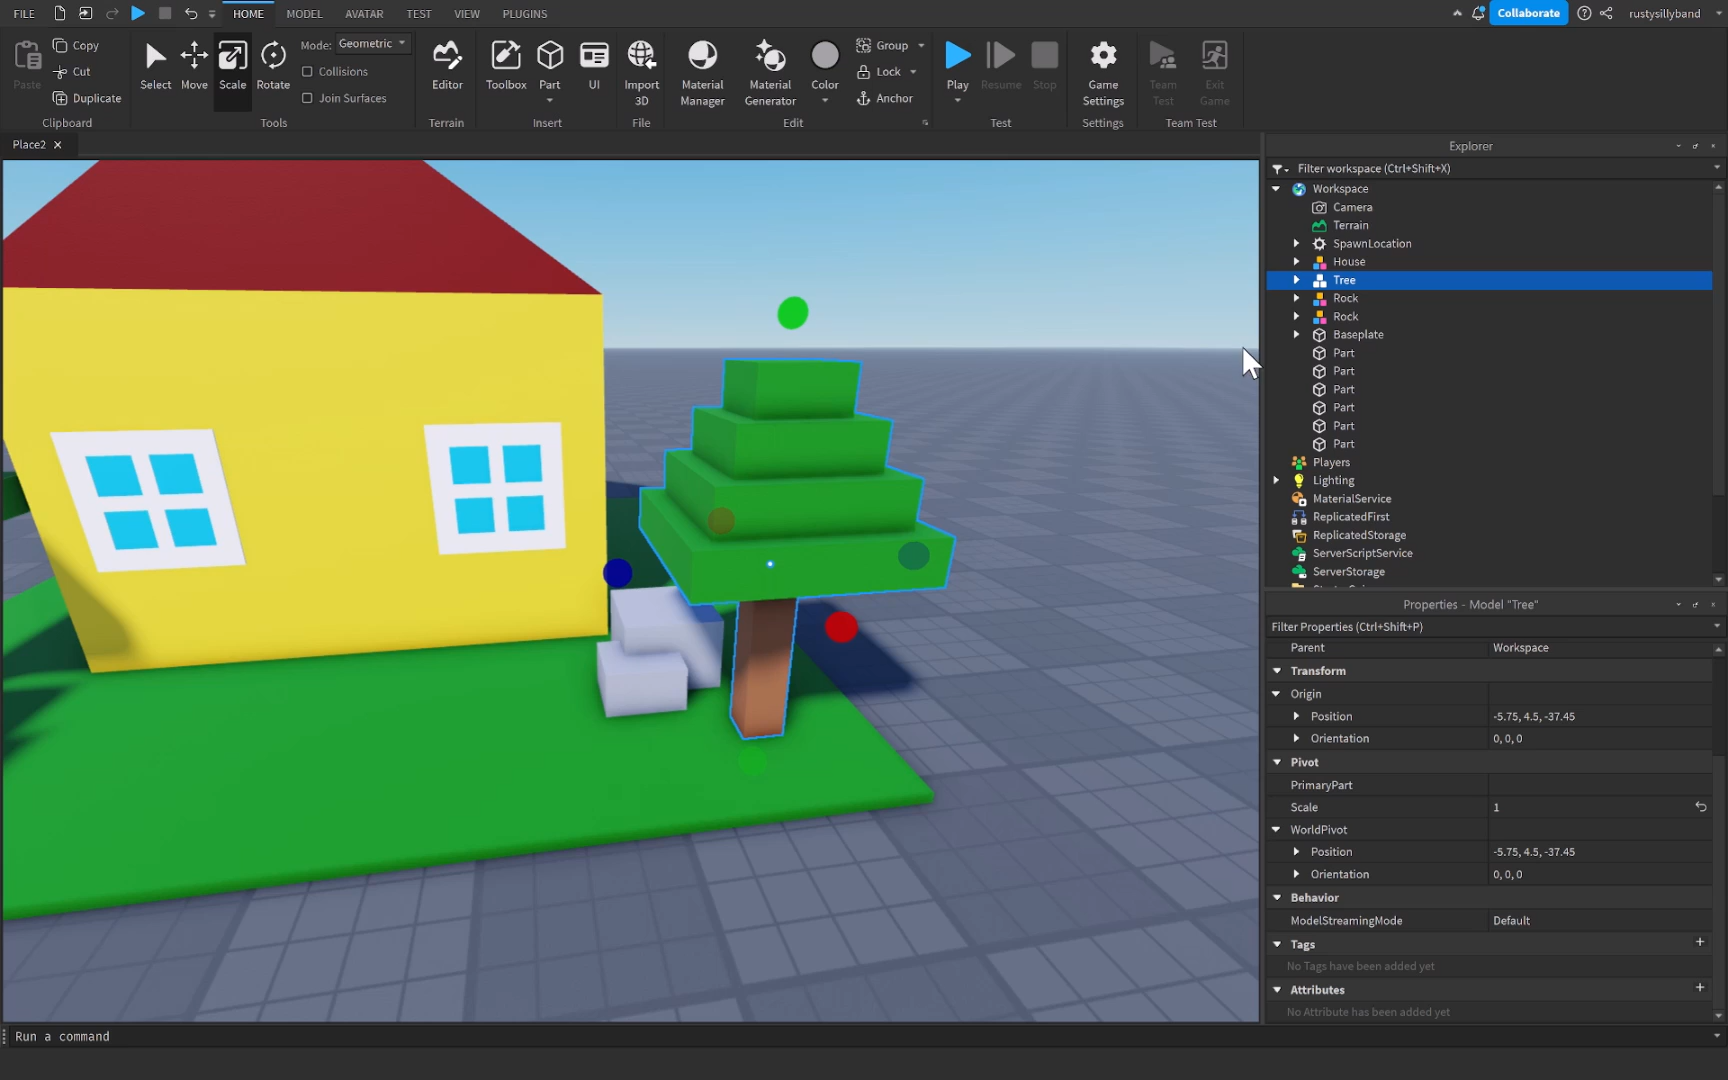 FILE
HOME
MODEL
AVATAR
TEST
VIEW
PLUGINS
Collaborate
rustysillyband
Paste
Copy
Cut
Duplicate
Clipboard
Select
Move
Scale
Rotate
Mode: Geometric
Collisions
Join Surfaces
Tools
Editor
Terrain
Toolbox
Part
UI
Insert
Import
3D
File
Material
Manager
Material
Generator
Color
Group
Lock
Anchor
Edit
Play
Resume
Stop
Test
Game
Settings
Settings
Team
Test
Exit
Game
Team Test
Place2
Explorer
Filter workspace (Ctrl+Shift+X)
Workspace
Camera
Terrain
SpawnLocation
House
Tree
Rock
Rock
Baseplate
Part
Part
Part
Part
Part
Part
Players
Lighting
MaterialService
ReplicatedFirst
ReplicatedStorage
ServerScriptService
ServerStorage
Properties - Model "Tree"
Filter Properties (Ctrl+Shift+P)
Parent Workspace
Transform
Origin
Position -5.75, 4.5, -37.45
Orientation 0, 0, 0
Pivot
PrimaryPart
Scale 1
WorldPivot
Position -5.75, 4.5, -37.45
Orientation 0, 0, 0
Behavior
ModelStreamingMode Default
Tags
No Tags have been added yet
Attributes
No Attribute has been added yet
Run a command